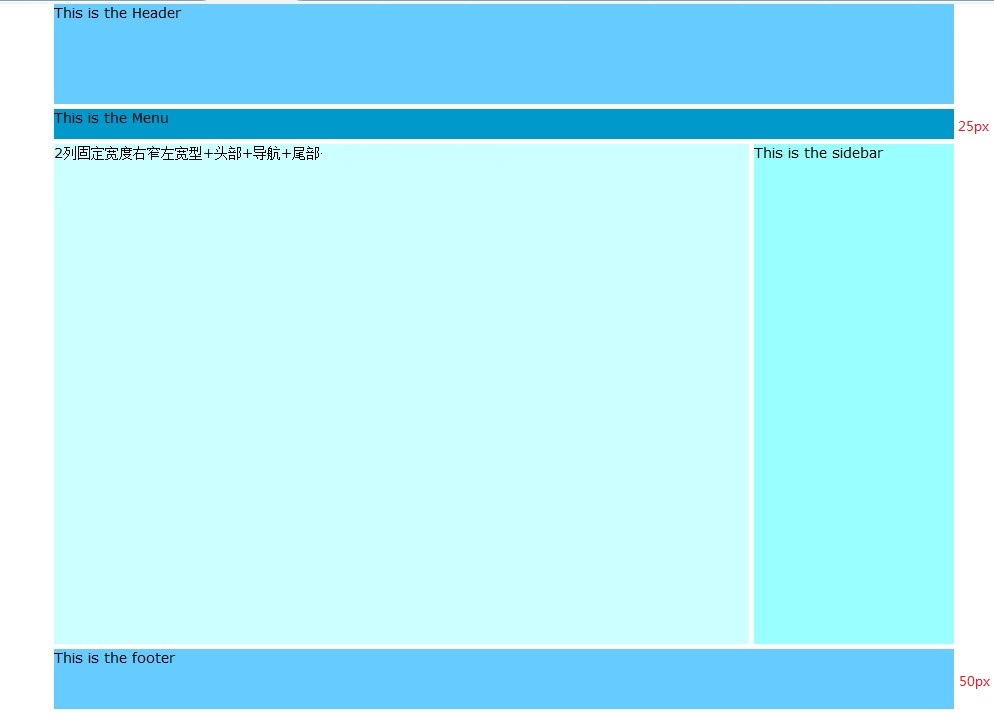 This is the Header
This is the Menu
25px
2列固定宽度右窄左宽型+头部+导航+尾部
This is the sidebar
This is the footer
50px